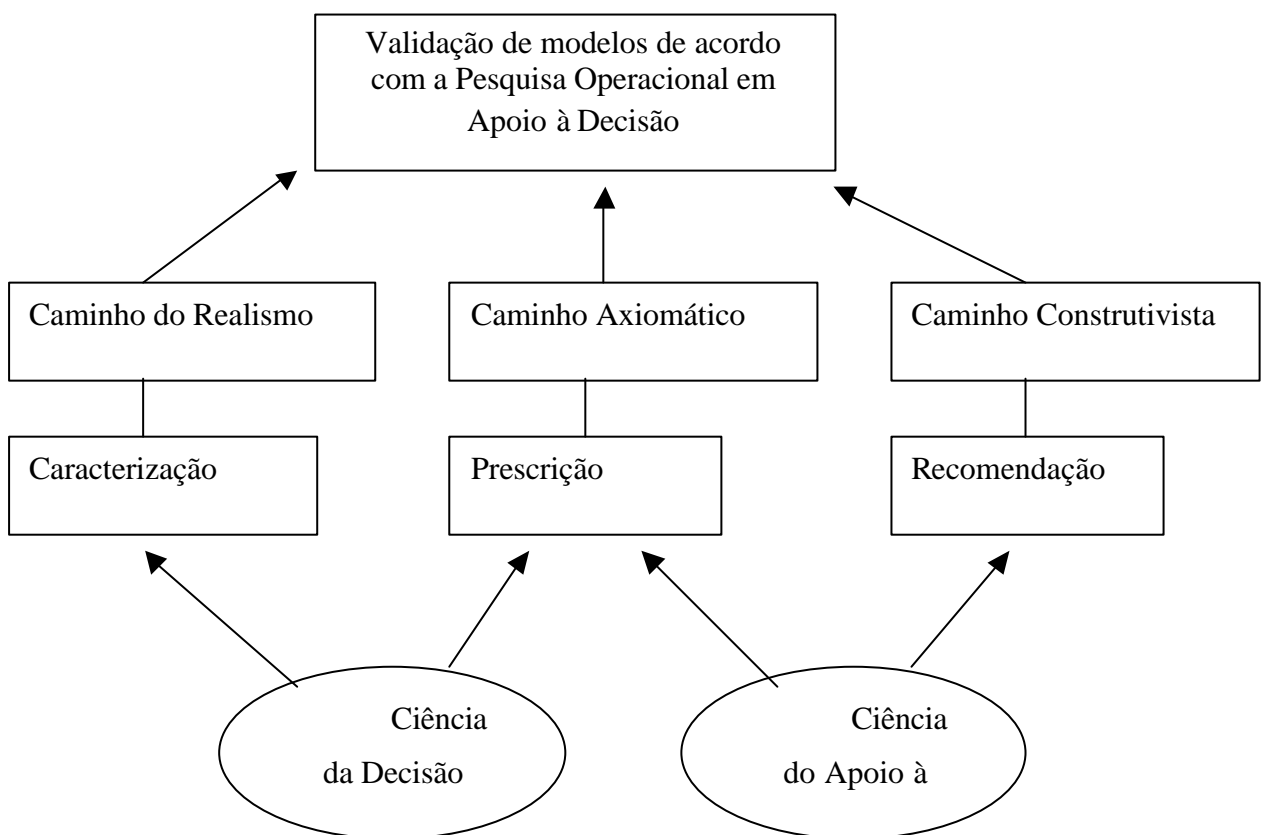 Validação de modelos de acordo
com a Pesquisa Operacional em
Apoio à Decisão
Caminho do Realismo
Caminho Axiomático
Caminho Construtivista
Caracterização
Prescrição
Recomendação
Ciência
da Decisão
Ciência
do Apoio à